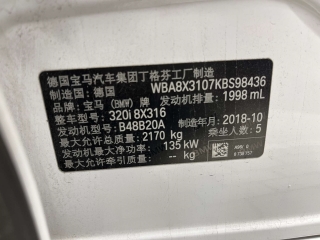 德国宝马汽车集团丁格芬工厂制造
制造国：德国 WBA8X3107KBS98436
品牌：宝马（BMW）牌 发动机排量：1998 mL
整车型号：320i 8X316
发动机型号：B48B20A 制造年月：2018-10
最大允许总质量：2170 kg 乘坐人数：5
发动机最大净功率：135 kW
最大允许牵引质量：-- kg